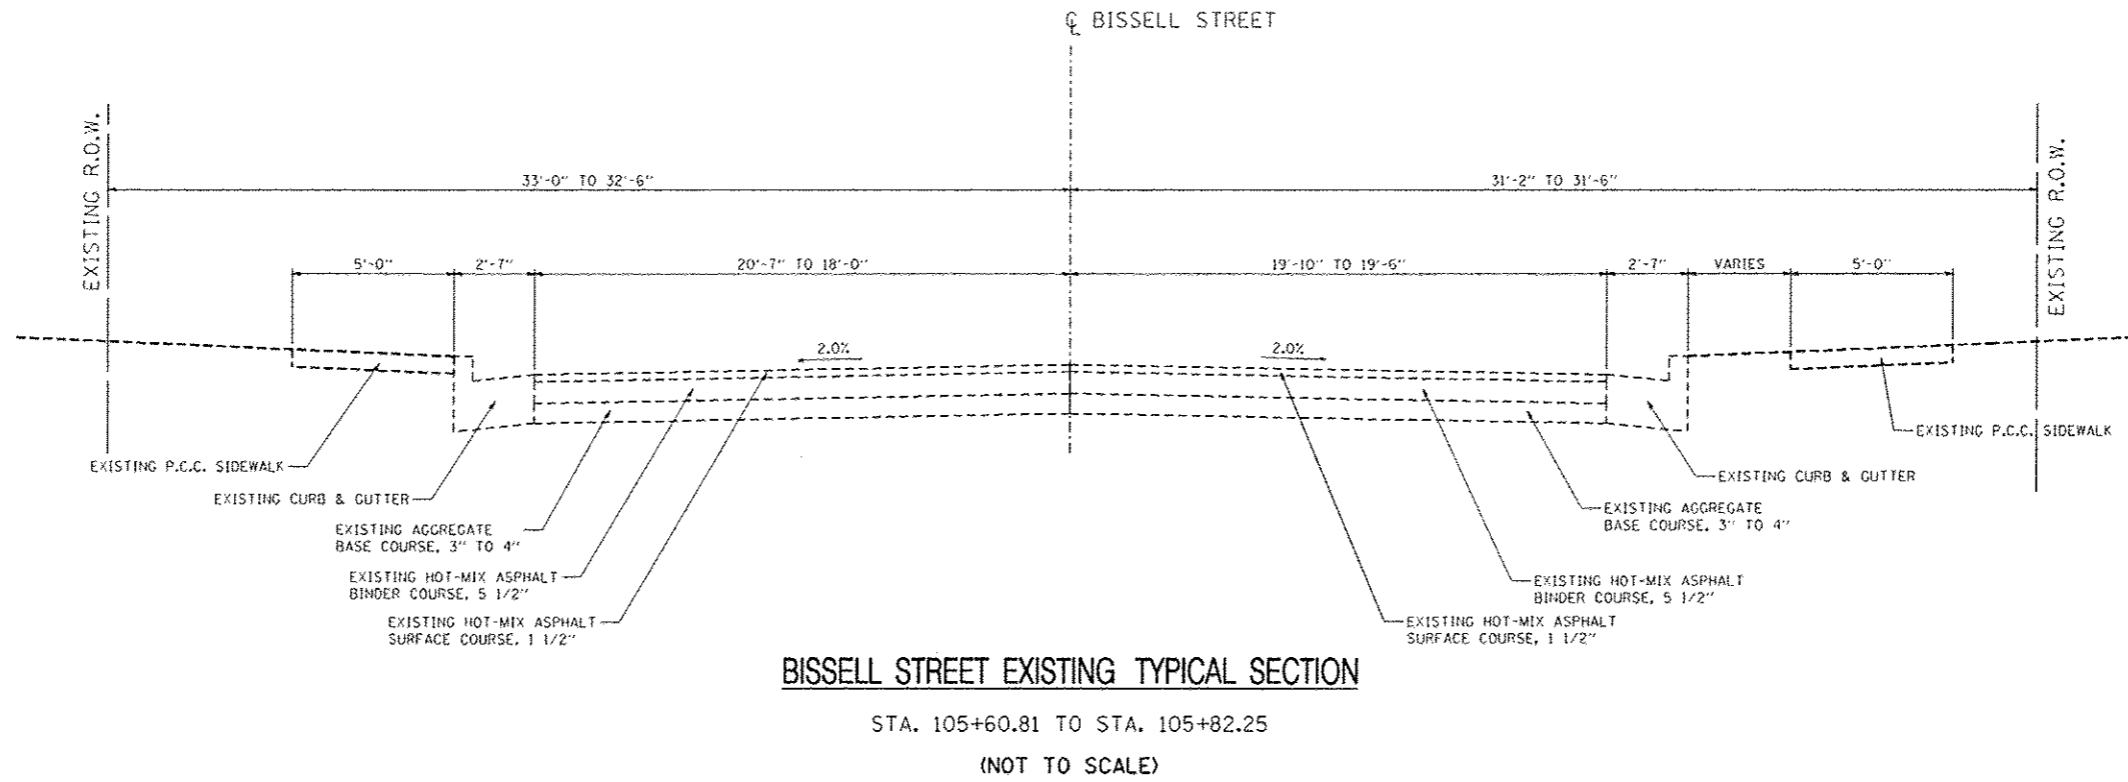 ℄ BISSELL STREET
EXISTING R.O.W.
EXISTING R.O.W.
33'-0" TO 32'-6"
31'-2" TO 31'-6"
5'-0"
2'-7"
20'-7" TO 18'-0"
19'-10" TO 19'-6"
2'-7"
VARIES
5'-0"
2.0%
2.0%
EXISTING P.C.C. SIDEWALK
EXISTING CURB & GUTTER
EXISTING AGGREGATE
BASE COURSE, 3" TO 4"
EXISTING HOT-MIX ASPHALT
BINDER COURSE, 5 1/2"
EXISTING HOT-MIX ASPHALT
SURFACE COURSE, 1 1/2"
EXISTING P.C.C. SIDEWALK
EXISTING CURB & GUTTER
EXISTING AGGREGATE
BASE COURSE, 3" TO 4"
EXISTING HOT-MIX ASPHALT
BINDER COURSE, 5 1/2"
EXISTING HOT-MIX ASPHALT
SURFACE COURSE, 1 1/2"
BISSELL STREET EXISTING TYPICAL SECTION
STA. 105+60.81 TO STA. 105+82.25
(NOT TO SCALE)